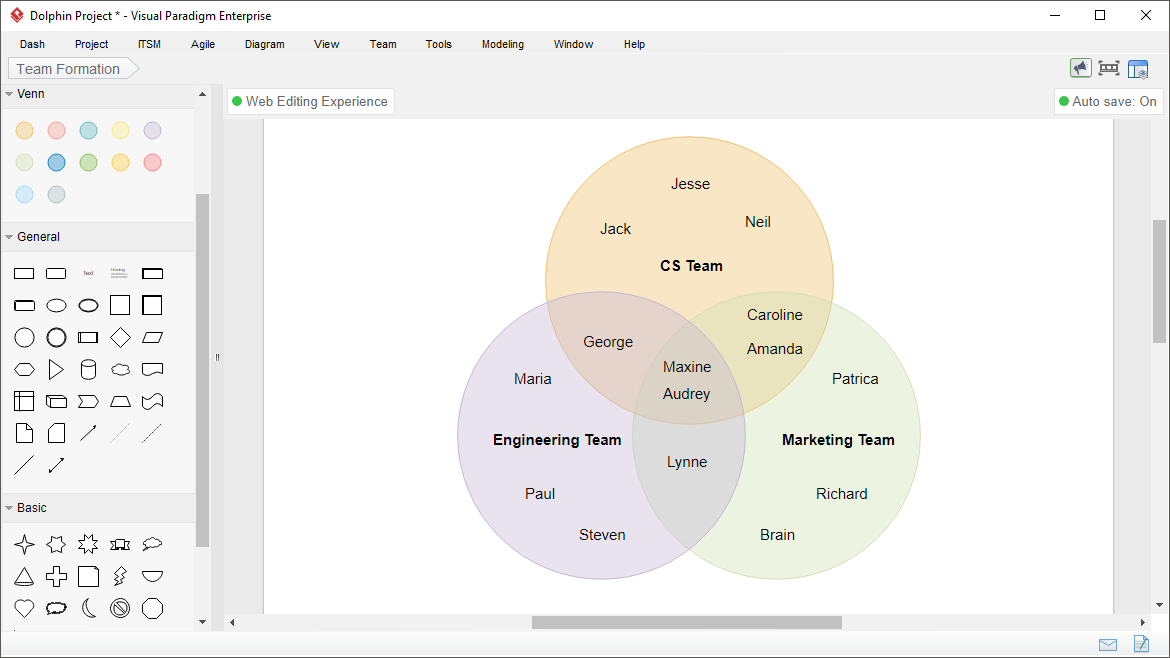 Dolphin Project * - Visual Paradigm Enterprise
Dash Project ITSM Agile Diagram View Team Tools Modeling Window Help
Team Formation
Venn
Web Editing Experience
Auto save: On
General
Text
Heading
Basic
Jesse
Jack
Neil
CS Team
Caroline
George
Amanda
Maxine
Maria
Patrica
Audrey
Engineering Team
Marketing Team
Lynne
Paul
Richard
Steven
Brain